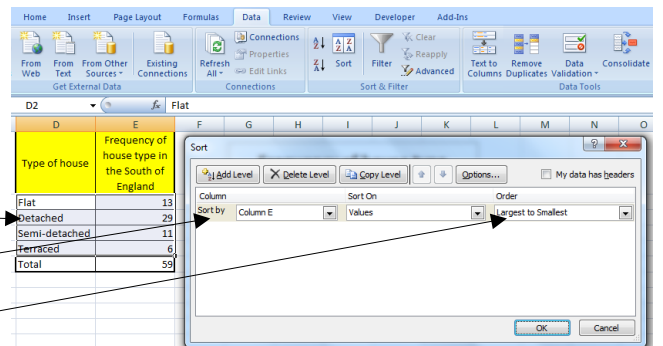 Home Insert Page Layout Formulas Data Review View Developer Add-Ins
From Web
From Text
From Other Sources
Existing Connections
Refresh All
Connections
Properties
Edit Links
Sort
Filter
Clear
Reapply
Advanced
Text to Columns
Remove Duplicates
Data Validation
Consolidate
Get External Data Connections Sort & Filter Data Tools
D2 fx Flat
D E F G H I J K L M N O
Type of house
Frequency of
house type in
the South of
England
Flat 13
Detached 29
Semi-detached 11
Terraced 6
Total 59
Sort
Add Level Delete Level Copy Level Options... My data has headers
Column Sort On Order
Sort by Column E Values Largest to Smallest
OK Cancel